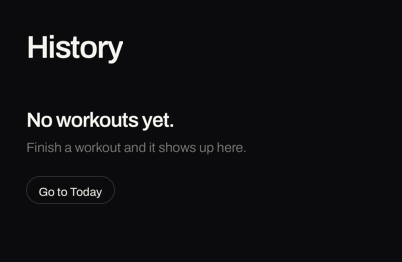 History
No workouts yet.
Finish a workout and it shows up here.
Go to Today